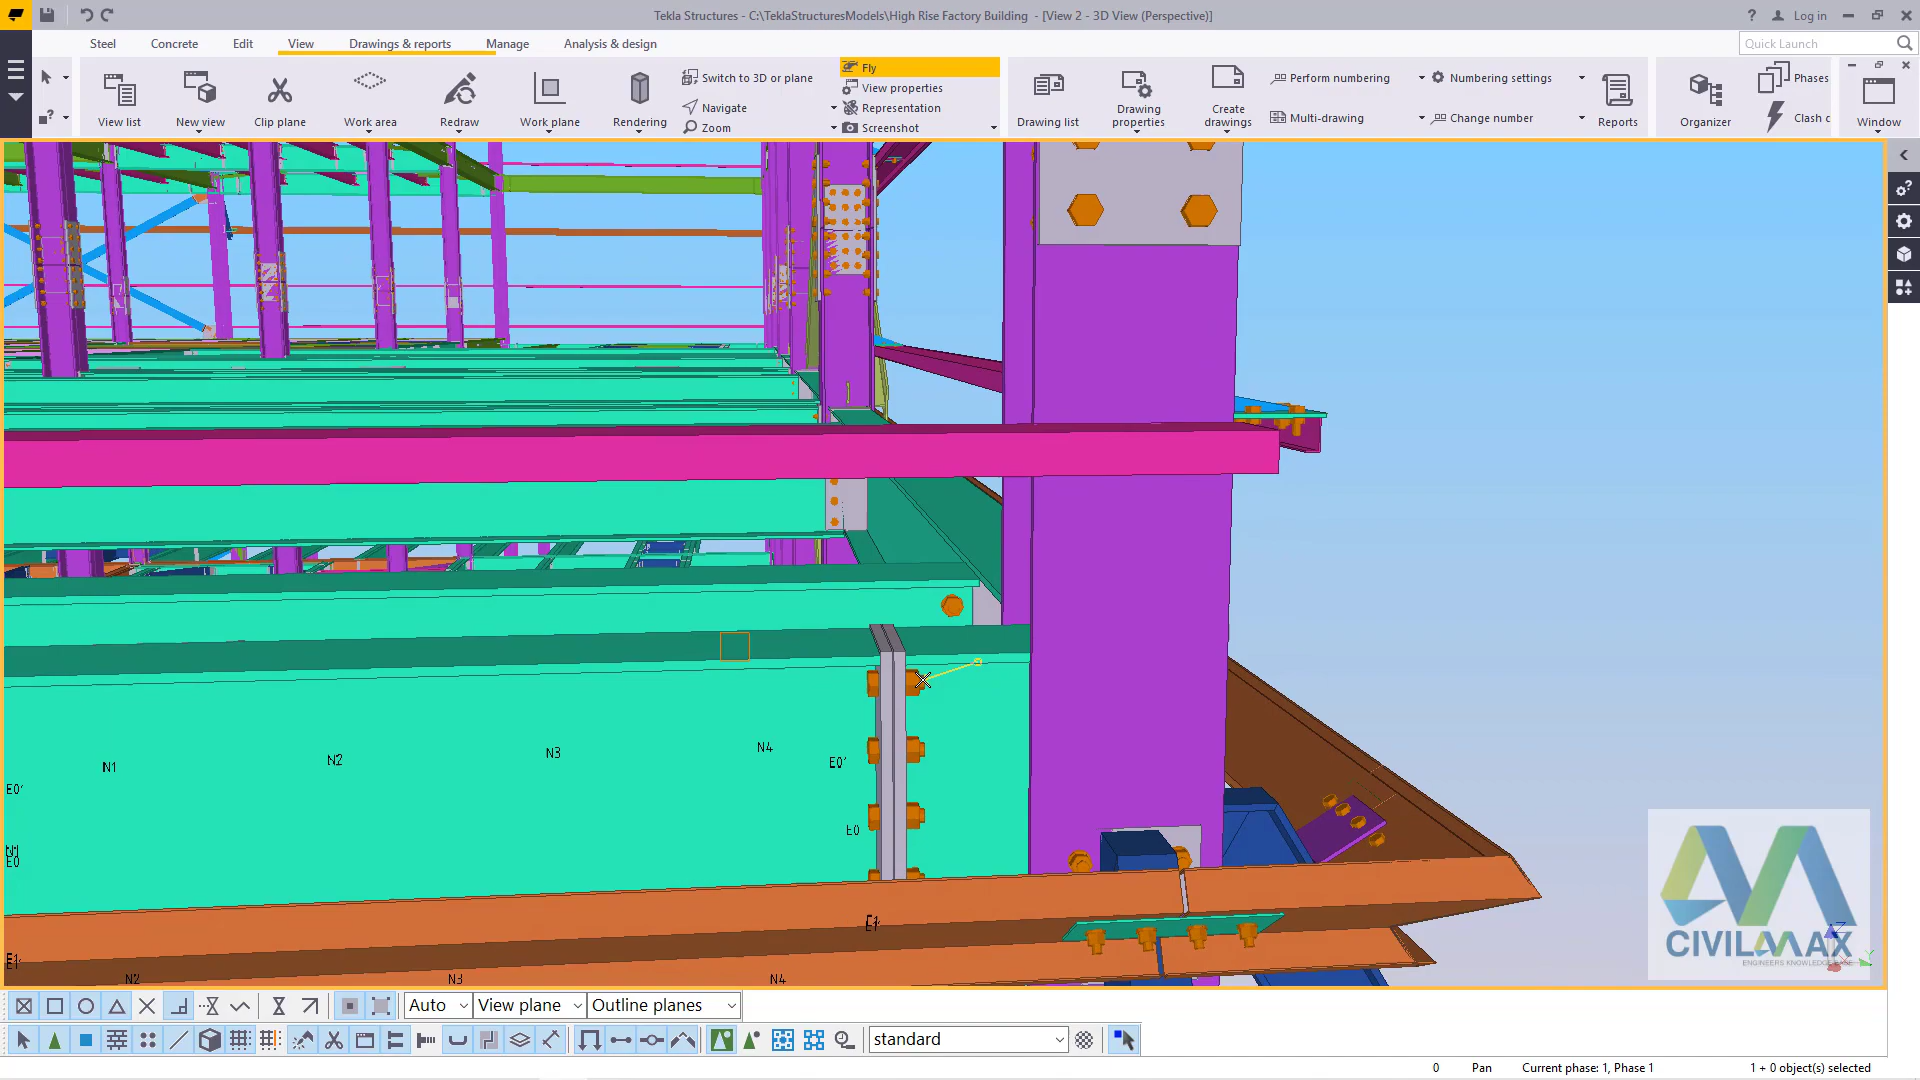 Tekla Structures - C:\TeklaStructuresModels\High Rise Factory Building - [View 2 - 3D View (Perspective)]
? Log in
Steel Concrete Edit View Drawings & reports Manage Analysis & design
Quick Launch
View list
New view
Clip plane
Work area
Redraw
Work plane
Rendering
Switch to 3D or plane
Navigate
Zoom
Fly
View properties
Representation
Screenshot
Drawing list
Drawing properties
Create drawings
Perform numbering
Multi-drawing
Numbering settings
Change number
Reports
Organizer
Phases
Clash c
Window
N1 N2 N3 N4
E0' E0'
E0
N1
E0
E1'
E1'
N2 N3 N4
CIVILMAX
ENGINEERS KNOWLEDGE BASE
Auto View plane Outline planes
standard
0 Pan Current phase: 1, Phase 1 1 + 0 object(s) selected